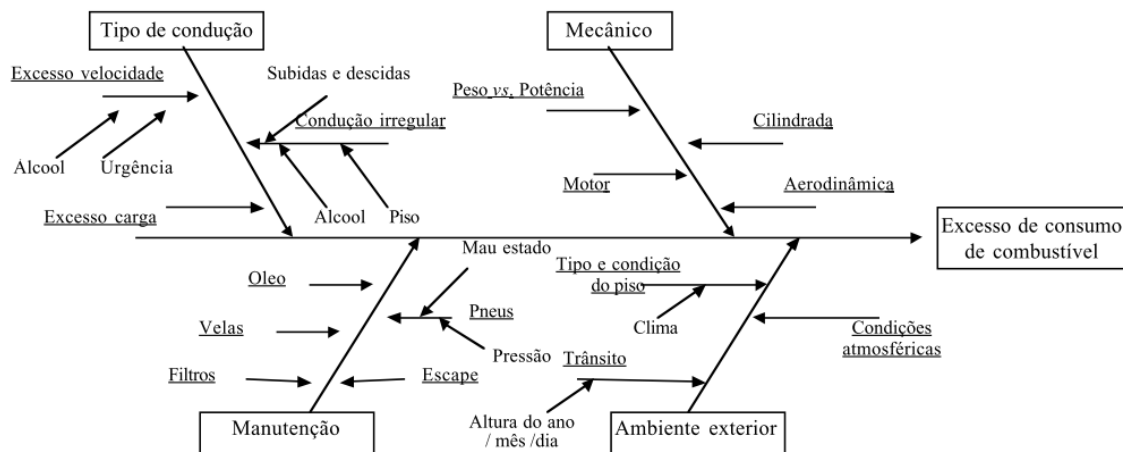 Tipo de condução
Mecânico
Excesso velocidade
Subidas e descidas
Peso vs. Potência
Condução irregular
Cilindrada
Álcool
Urgência
Motor
Aerodinâmica
Excesso carga
Alcool
Piso
Excesso de consumo
de combustível
Mau estado
Oleo
Tipo e condição
do piso
Pneus
Clima
Velas
Condições
atmosféricas
Pressão
Trânsito
Filtros
Escape
Altura do ano
/ mês /dia
Manutenção
Ambiente exterior